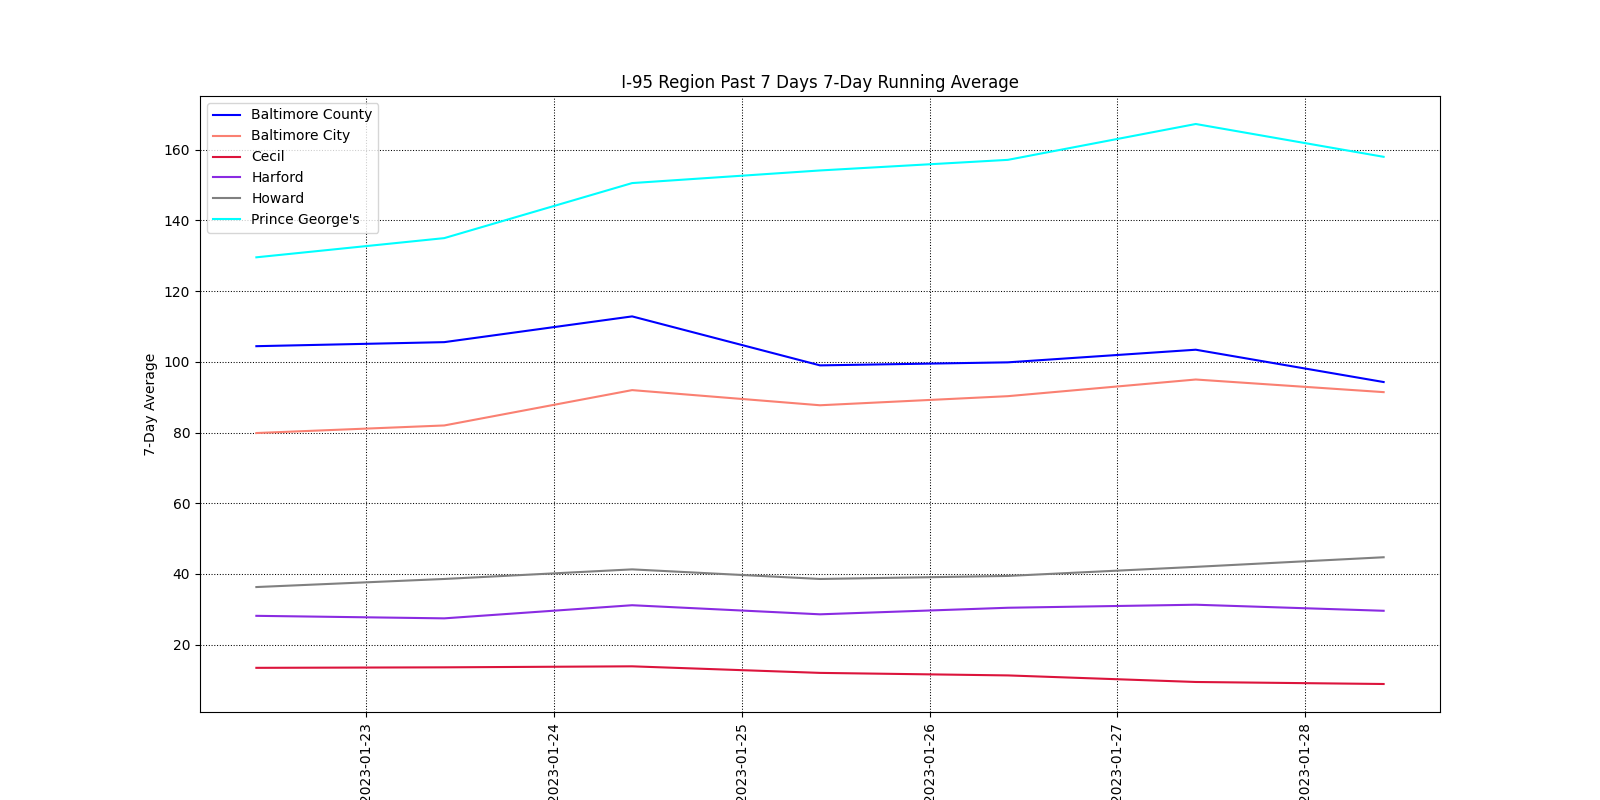 I-95 Region Past 7 Days 7-Day Running Average
Baltimore County
Baltimore City
Cecil
Harford
Howard
Prince George's
160
140
120
100
80
60
40
20
7-Day Average
2023-01-23
2023-01-24
2023-01-25
2023-01-26
2023-01-27
2023-01-28